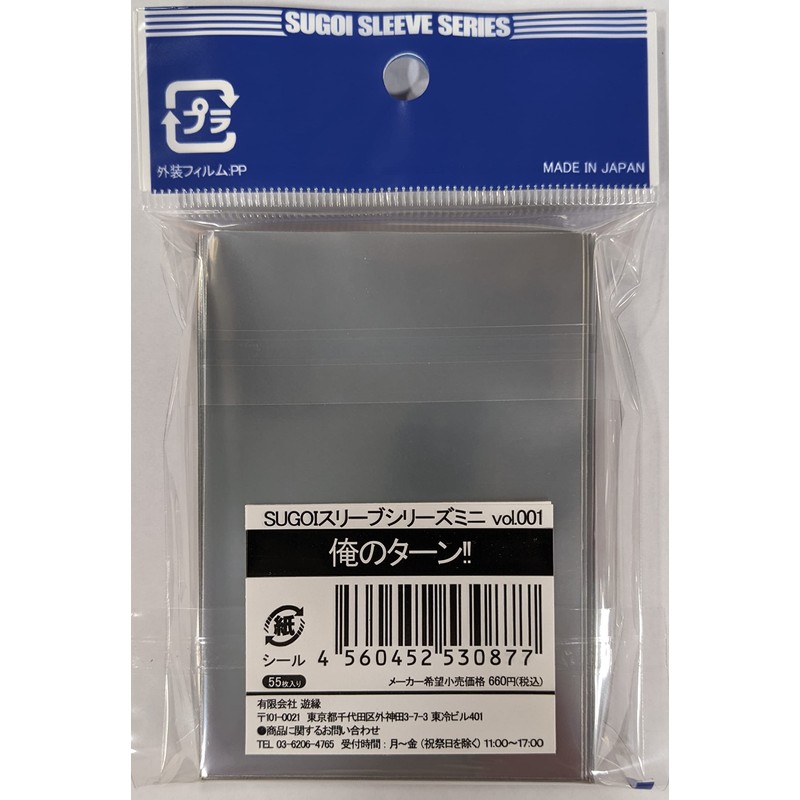 SUGOI SLEEVE SERIES
プラ
外装フィルム:PP
MADE IN JAPAN
SUGOIスリーブシリーズミニ vol.001
俺のターン!!
紙
シール
4 560452 530877
55枚入り
メーカー希望小売価格 660円(税込)
有限会社 遊縁
〒101-0021 東京都千代田区外神田3-7-3 東冷ビル401
●商品に関するお問い合わせ
TEL 03-6206-4765 受付時間：月～金 (祝祭日を除く) 11:00～17:00